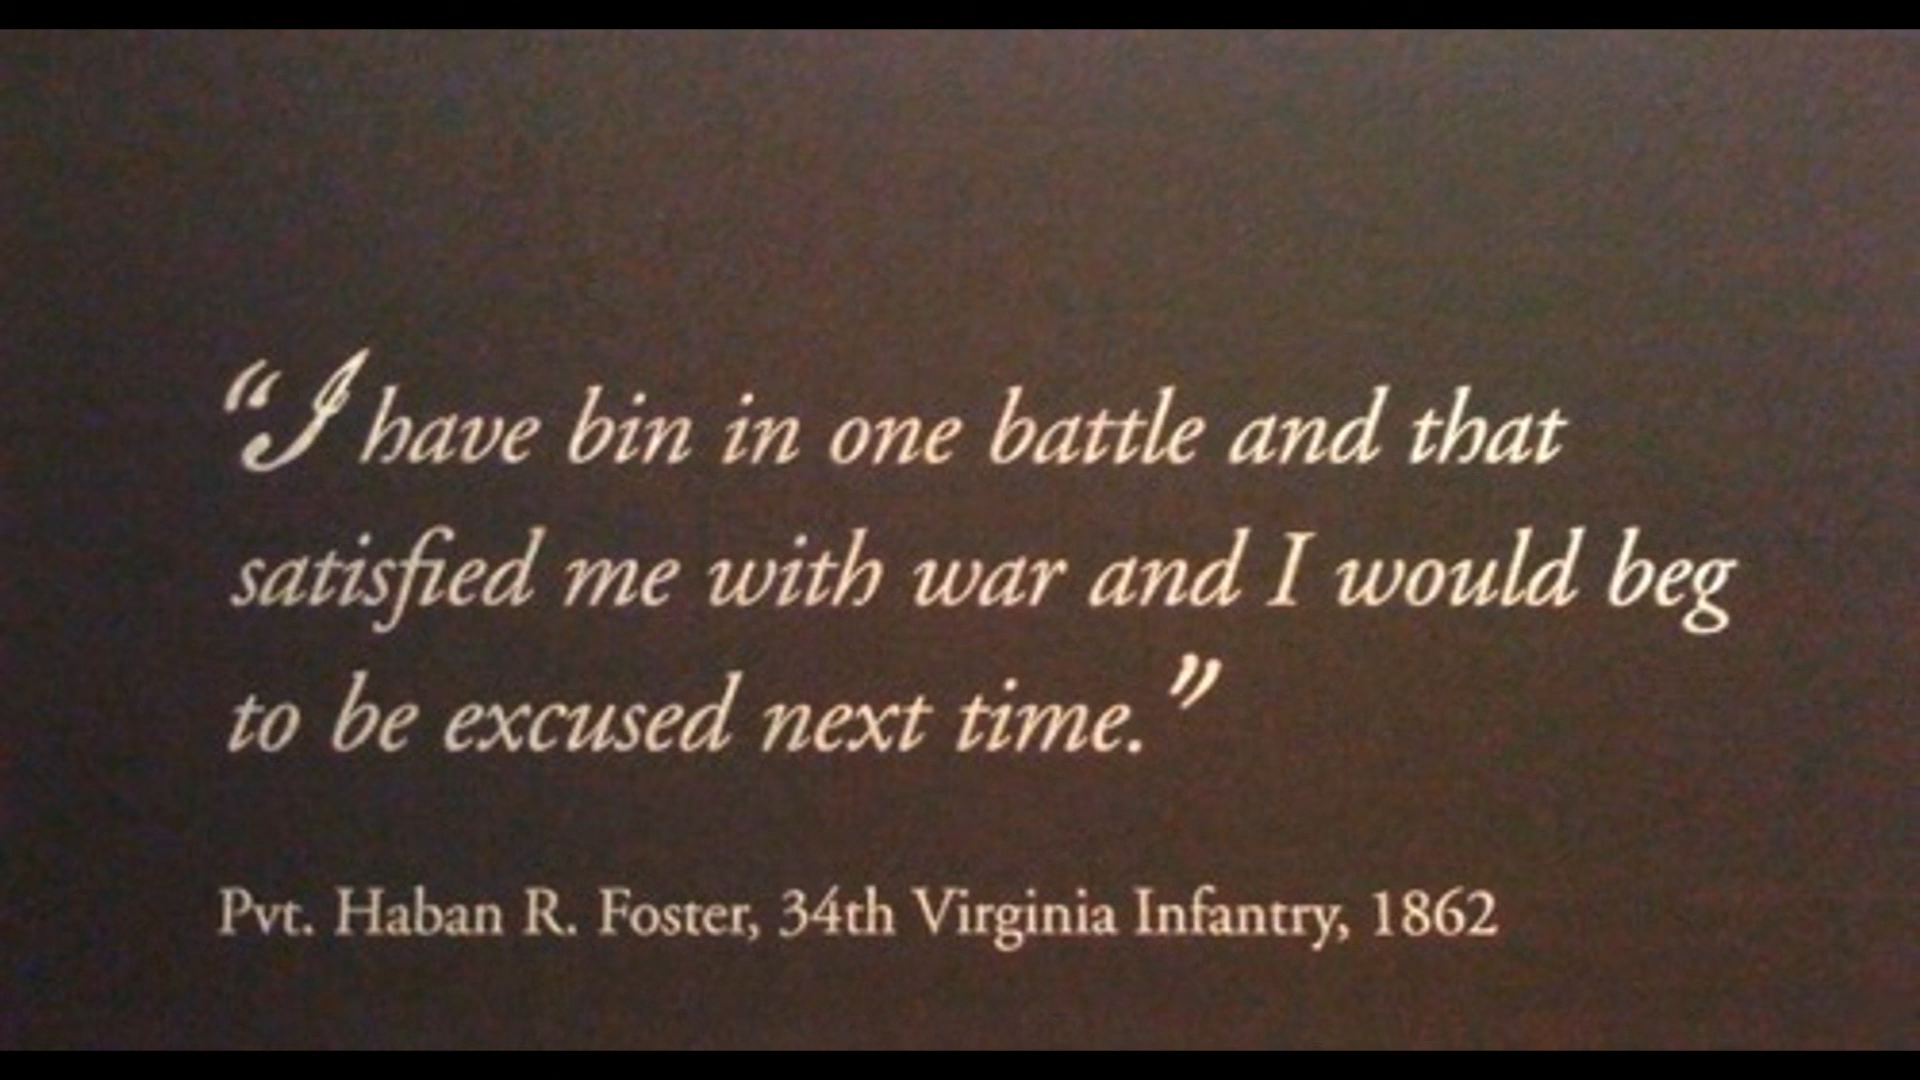 “I have bin in one battle and that
satisfied me with war and I would beg
to be excused next time.”
Pvt. Haban R. Foster, 34th Virginia Infantry, 1862